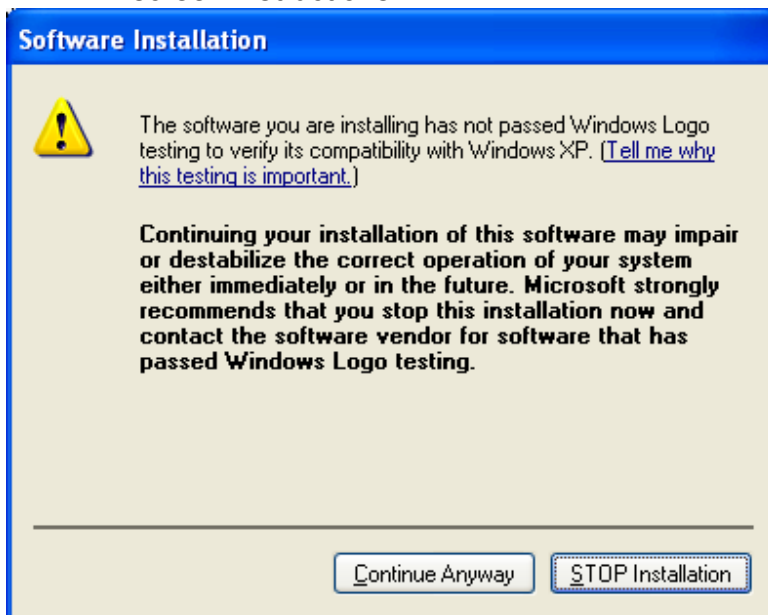 Software Installation
The software you are installing has not passed Windows Logo
testing to verify its compatibility with Windows XP. (Tell me why
this testing is important.)
Continuing your installation of this software may impair
or destabilize the correct operation of your system
either immediately or in the future. Microsoft strongly
recommends that you stop this installation now and
contact the software vendor for software that has
passed Windows Logo testing.
Continue Anyway
STOP Installation